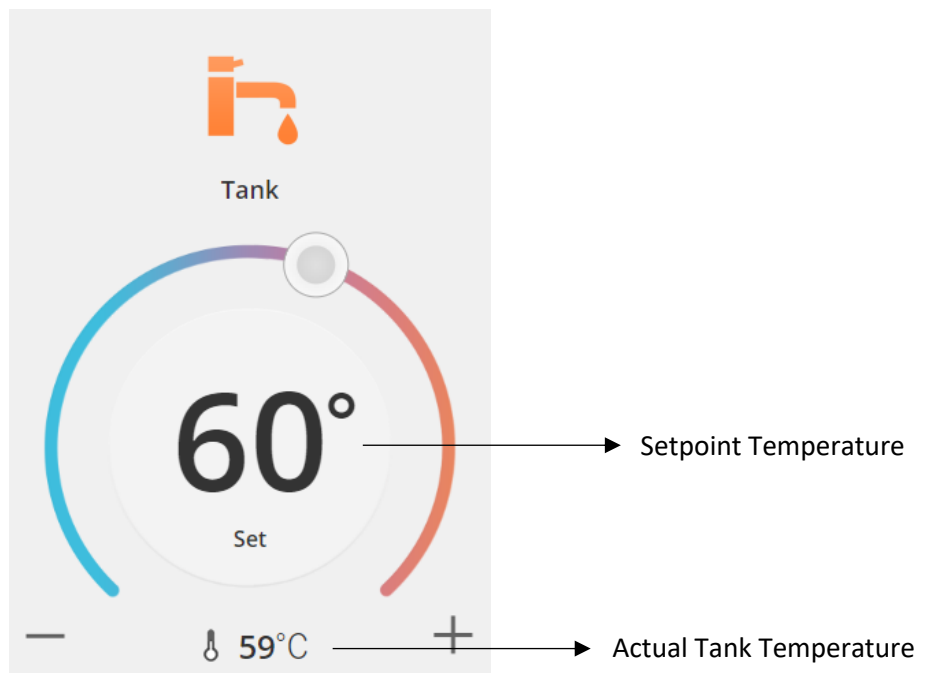 Tank
60°
Setpoint Temperature
Set
− 59°C +
Actual Tank Temperature